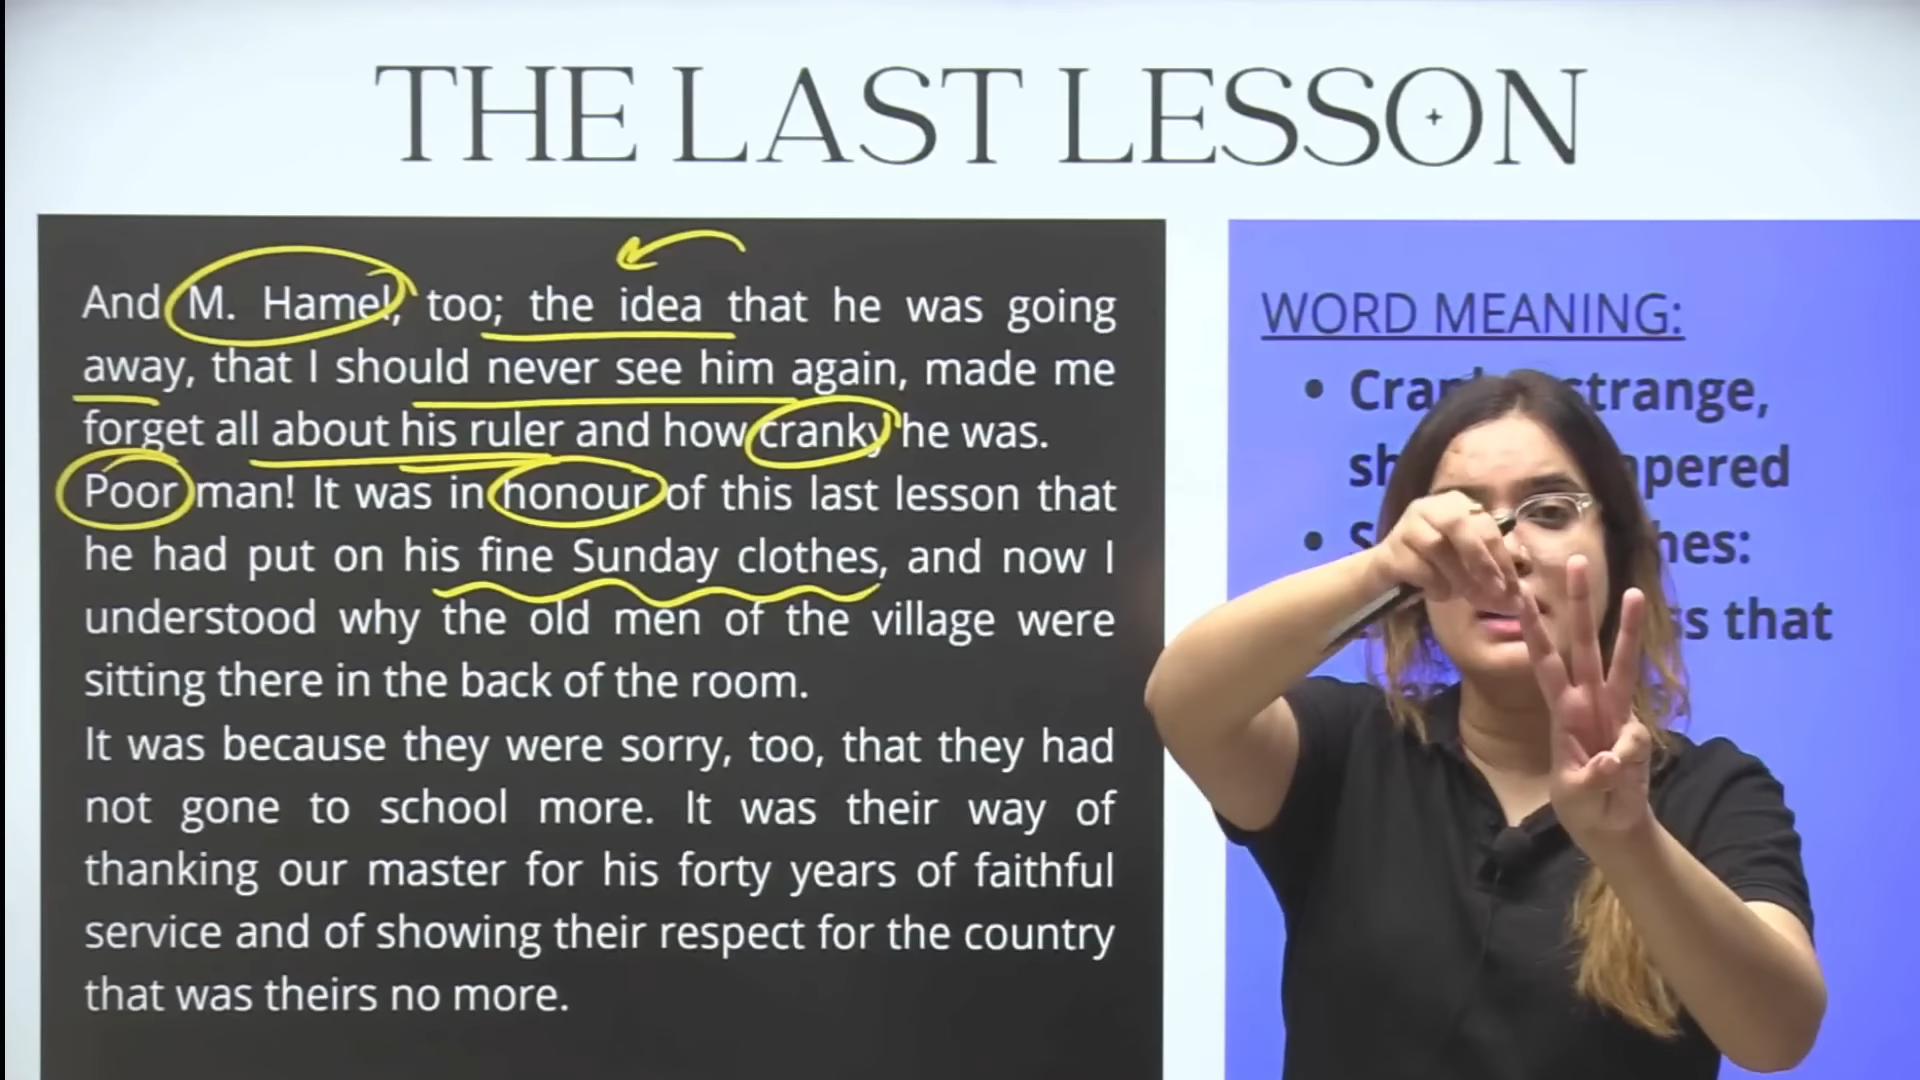 THE LAST LESSON
And M. Hamel, too; the idea that he was going
away, that I should never see him again, made me
forget all about his ruler and how cranky he was.
Poor man! It was in honour of this last lesson that
he had put on his fine Sunday clothes, and now I
understood why the old men of the village were
sitting there in the back of the room.
It was because they were sorry, too, that they had
not gone to school more. It was their way of
thanking our master for his forty years of faithful
service and of showing their respect for the country
that was theirs no more.
WORD MEANING:
• strange,
•
that